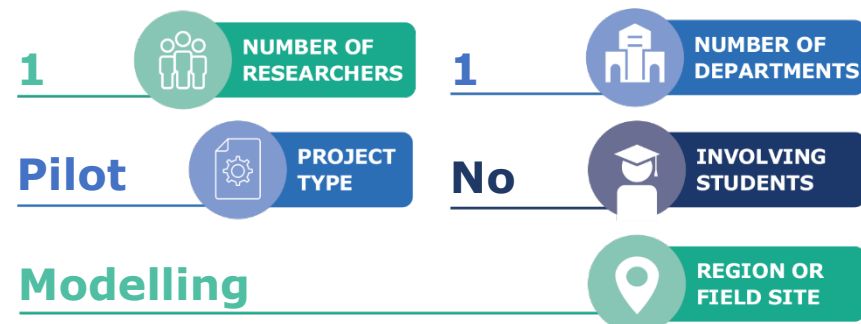 1
NUMBER OF
RESEARCHERS
1
NUMBER OF
DEPARTMENTS
Pilot
PROJECT
TYPE
No
INVOLVING
STUDENTS
Modelling
REGION OR
FIELD SITE